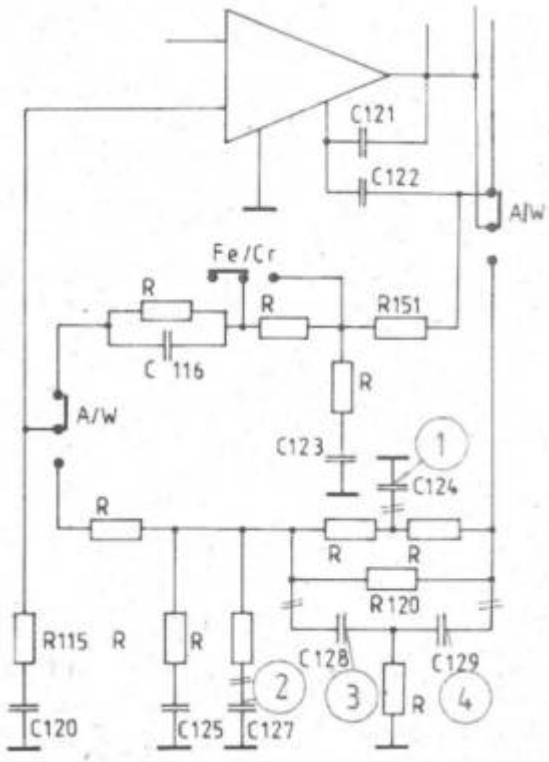 C121
C122
A/W
Fe/Cr
R
R
R151
C 116
R
A/W
C123
1
C124
R
R
R
R120
R115
R
R
C128
C129
2
3
4
R
C120
C125
C127